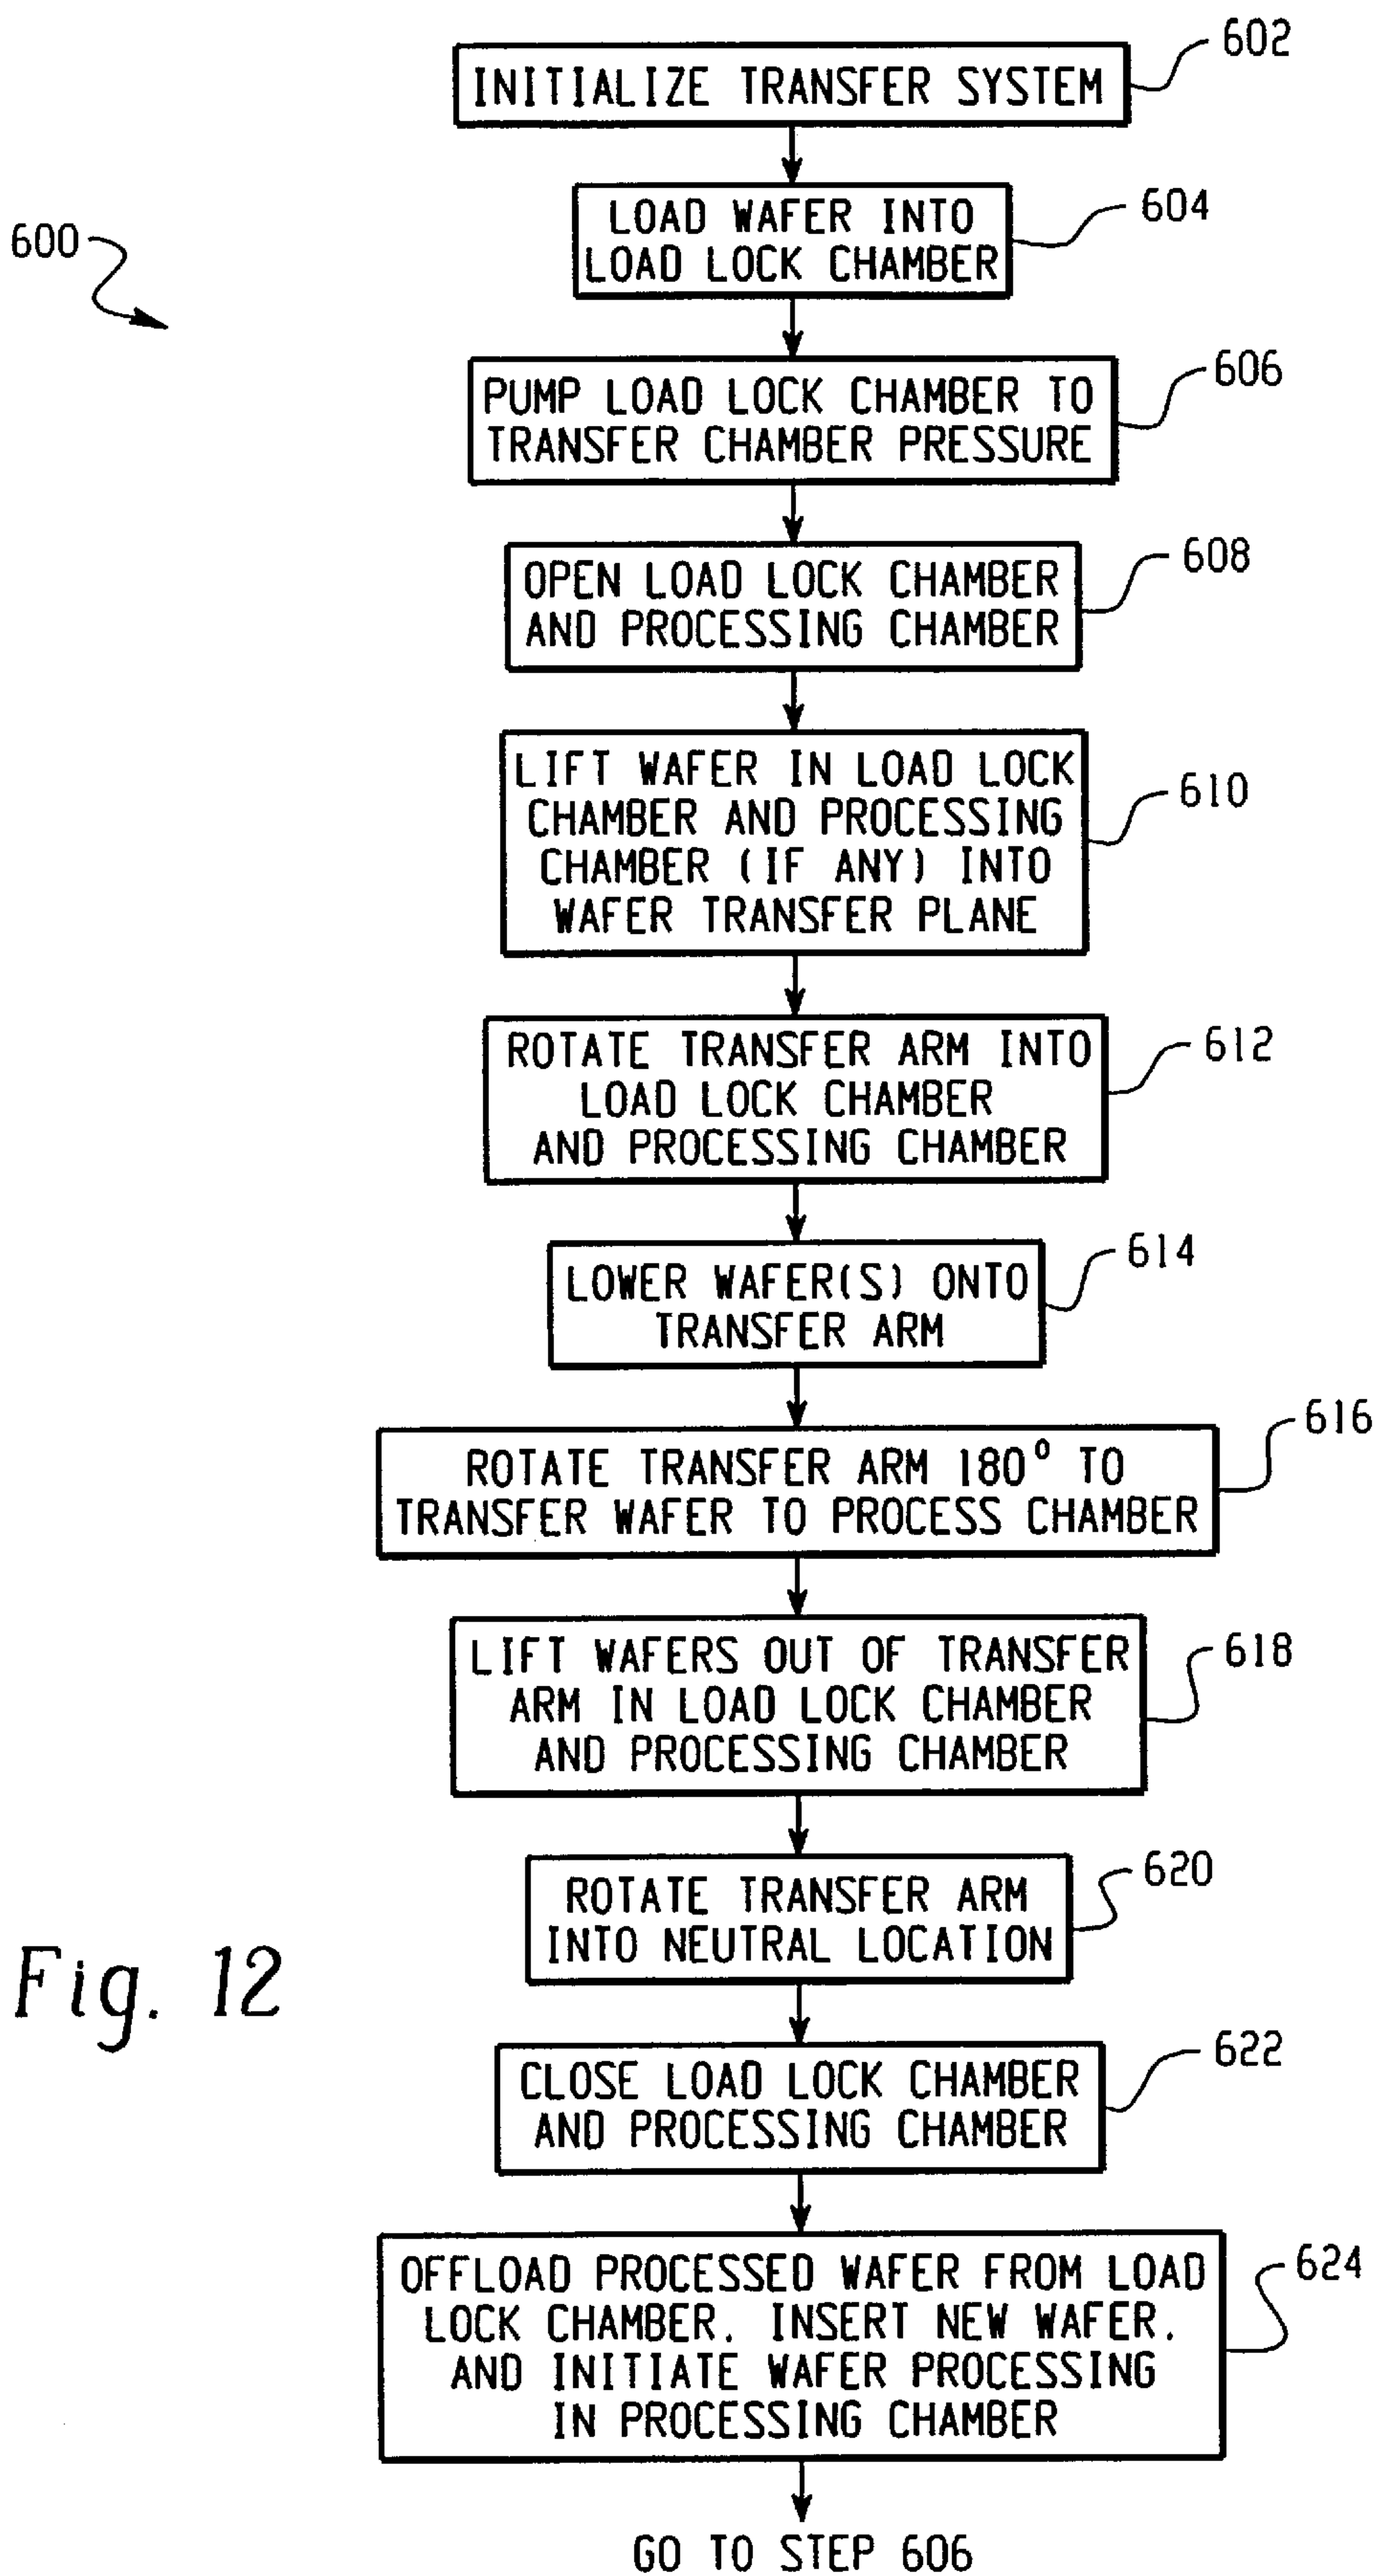 602
INITIALIZE TRANSFER SYSTEM
604
LOAD WAFER INTO
LOAD LOCK CHAMBER
600
606
PUMP LOAD LOCK CHAMBER TO
TRANSFER CHAMBER PRESSURE
608
OPEN LOAD LOCK CHAMBER
AND PROCESSING CHAMBER
610
LIFT WAFER IN LOAD LOCK
CHAMBER AND PROCESSING
CHAMBER (IF ANY) INTO
WAFER TRANSFER PLANE
612
ROTATE TRANSFER ARM INTO
LOAD LOCK CHAMBER
AND PROCESSING CHAMBER
614
LOWER WAFER(S) ONTO
TRANSFER ARM
616
ROTATE TRANSFER ARM 180° TO
TRANSFER WAFER TO PROCESS CHAMBER
618
LIFT WAFERS OUT OF TRANSFER
ARM IN LOAD LOCK CHAMBER
AND PROCESSING CHAMBER
620
ROTATE TRANSFER ARM
INTO NEUTRAL LOCATION
Fig. 12
622
CLOSE LOAD LOCK CHAMBER
AND PROCESSING CHAMBER
624
OFFLOAD PROCESSED WAFER FROM LOAD
LOCK CHAMBER. INSERT NEW WAFER.
AND INITIATE WAFER PROCESSING
IN PROCESSING CHAMBER
GO TO STEP 606